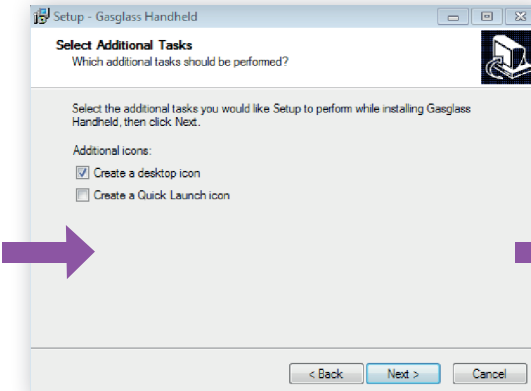 Setup - Gasglass Handheld
Select Additional Tasks
Which additional tasks should be performed?
Select the additional tasks you would like Setup to perform while installing Gasglass
Handheld, then click Next.
Additional icons:
Create a desktop icon
Create a Quick Launch icon
< Back Next > Cancel